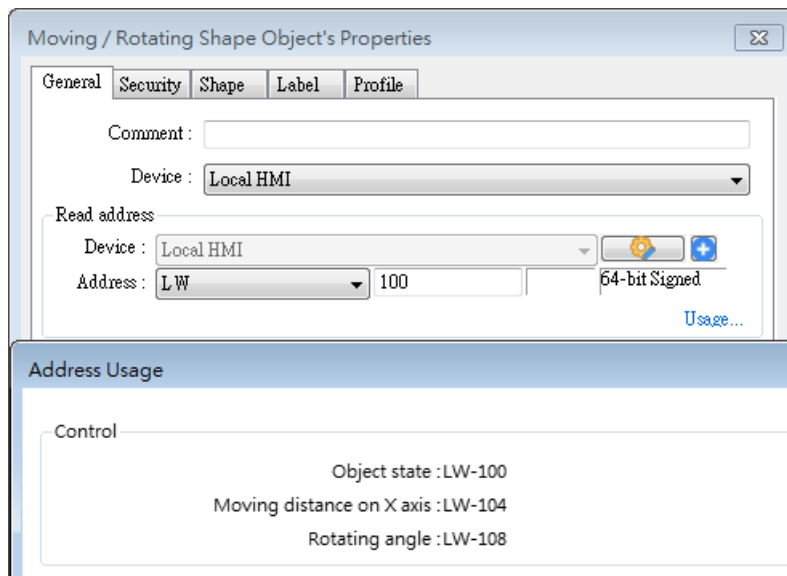 Moving / Rotating Shape Object's Properties
General Security Shape Label Profile
Comment :
Device : Local HMI
Read address
Device : Local HMI
Address : LW 100 64-bit Signed
Usage...
Address Usage
Control
Object state :LW-100
Moving distance on X axis :LW-104
Rotating angle :LW-108